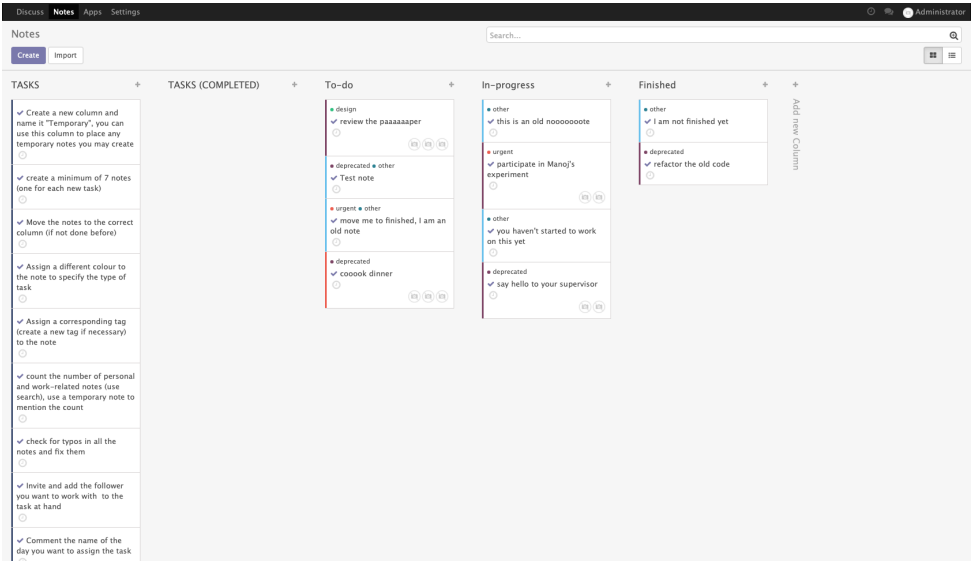 Discuss Notes Apps Settings
Administrator
Notes
Search...
Create Import
TASKS
TASKS (COMPLETED)
To-do
In-progress
Finished
Add new Column
Create a new column and
name it "Temporary", you can
use this column to place any
temporary notes you may create
create a minimum of 7 notes
(one for each new task)
Move the notes to the correct
column (if not done before)
Assign a different colour to
the note to specify the type of
task
Assign a corresponding tag
(create a new tag if necessary)
to the note
count the number of personal
and work-related notes (use
search), use a temporary note to
mention the count
check for typos in all the
notes and fix them
Invite and add the follower
you want to work with to the
task at hand
Comment the name of the
day you want to assign the task
design
review the paaaaaaper
deprecated other
Test note
urgent other
move me to finished, I am an
old note
deprecated
cooook dinner
other
this is an old nooooooote
urgent
participate in Manoj's
experiment
other
you haven't started to work
on this yet
deprecated
say hello to your supervisor
other
I am not finished yet
deprecated
refactor the old code